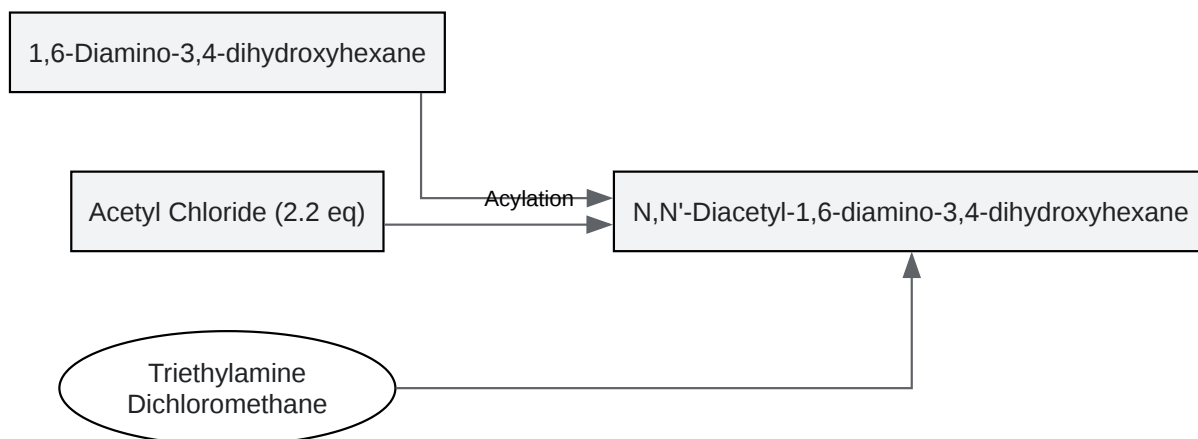 1,6-Diamino-3,4-dihydroxyhexane
Acylation
Acetyl Chloride (2.2 eq)
N,N'-Diacetyl-1,6-diamino-3,4-dihydroxyhexane
Triethylamine
Dichloromethane